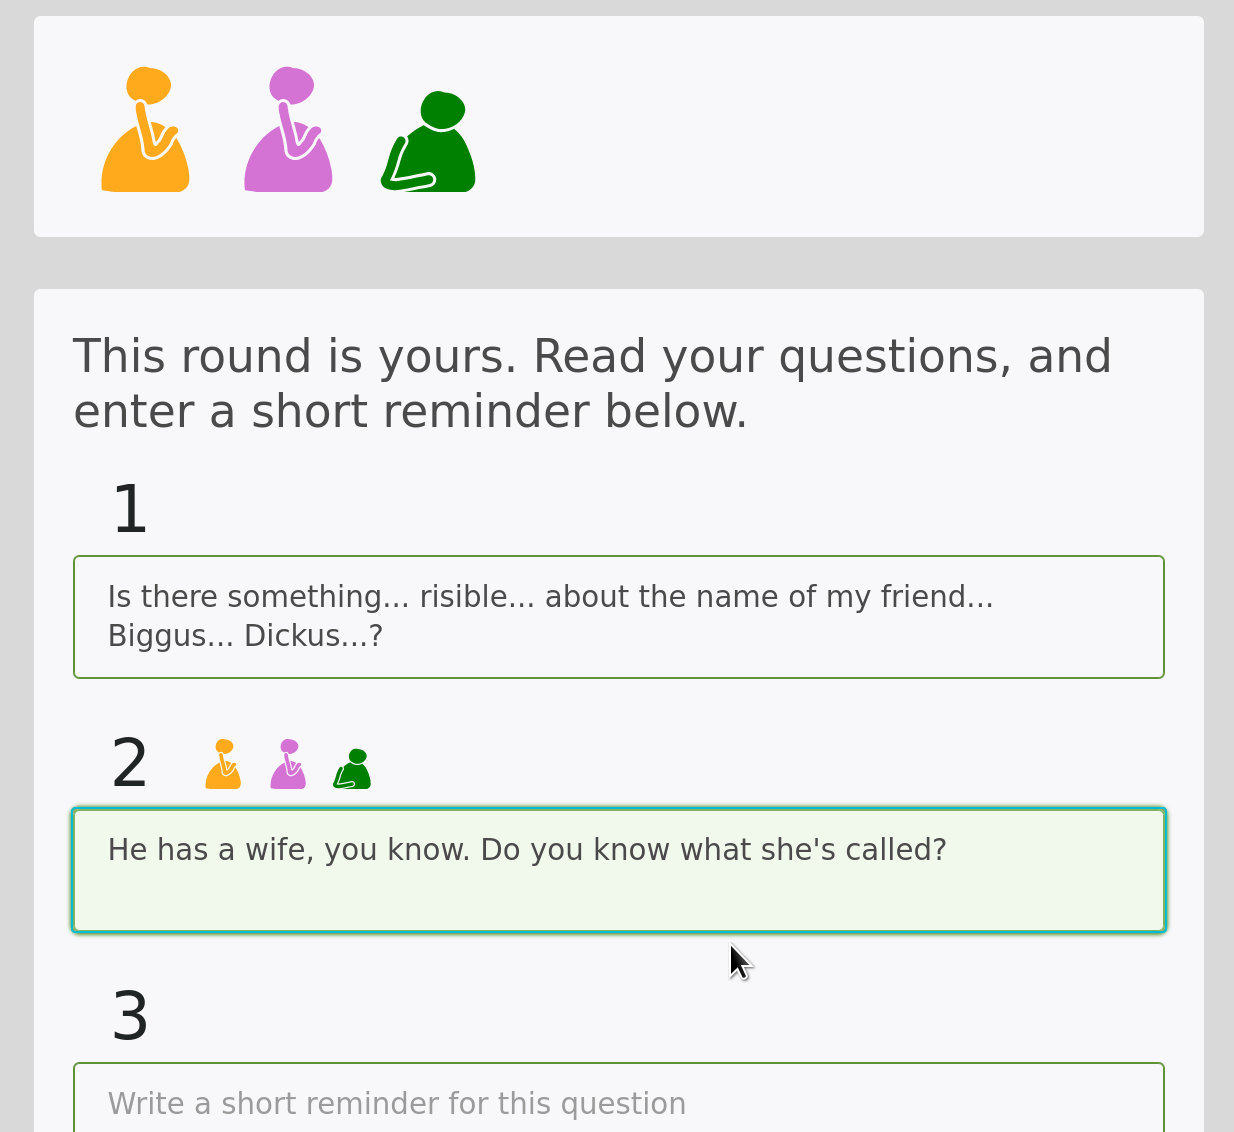 This round is yours. Read your questions, and
enter a short reminder below.
1
Is there something... risible... about the name of my friend...
Biggus... Dickus...?
2
He has a wife, you know. Do you know what she's called?
3
Write a short reminder for this question